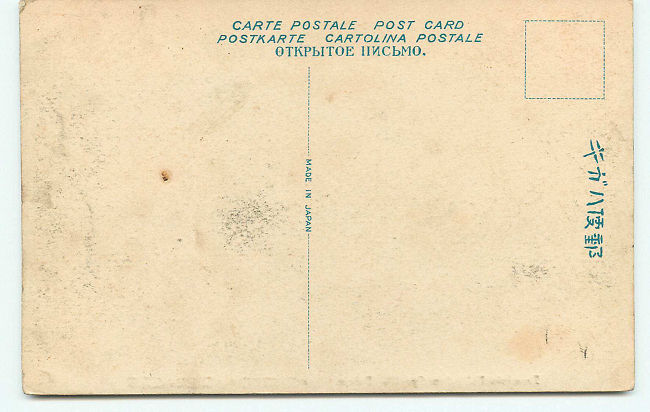 CARTE POSTALE POST CARD
POSTKARTE CARTOLINA POSTALE
ОТКРЫТОЕ ПИСЬМО.
MADE IN JAPAN
郵便ハガキ